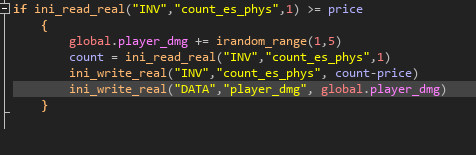 if ini_read_real("INV","count_es_phys",1) >= price
{
global.player_dmg += irandom_range(1,5)
count = ini_read_real("INV","count_es_phys",1)
ini_write_real("INV","count_es_phys", count-price)
ini_write_real("DATA","player_dmg", global.player_dmg)
}